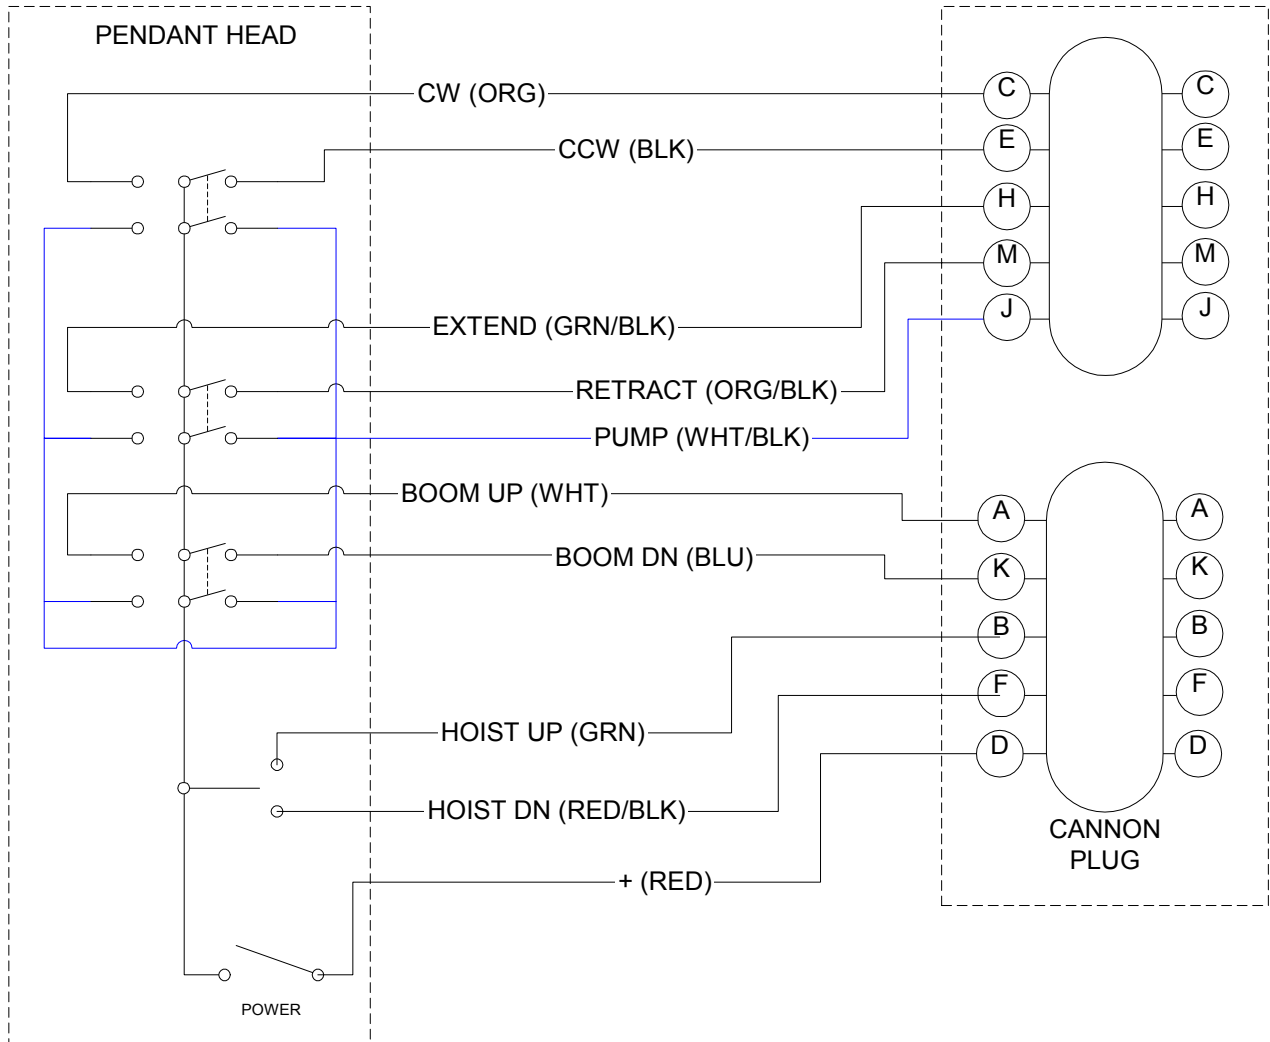 PENDANT HEAD
CW (ORG)
C
C
CCW (BLK)
E
E
H
H
M
M
EXTEND (GRN/BLK)
J
J
RETRACT (ORG/BLK)
PUMP (WHT/BLK)
BOOM UP (WHT)
A
A
BOOM DN (BLU)
K
K
B
B
F
F
HOIST UP (GRN)
D
D
HOIST DN (RED/BLK)
CANNON
PLUG
+ (RED)
POWER